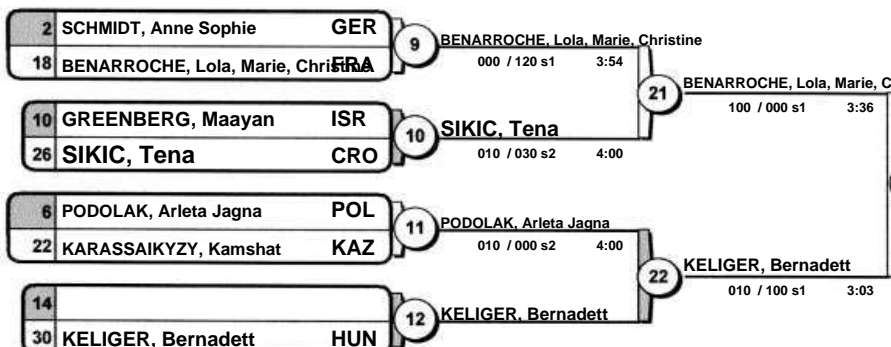 2 SCHMIDT, Anne Sophie GER
18 BENARROCHE, Lola, Marie, Christine FRA
9
BENARROCHE, Lola, Marie, Christine
000 / 120 s1 3:54
10 GREENBERG, Maayan ISR
26 SIKIC, Tena CRO
10
SIKIC, Tena
010 / 030 s2 4:00
21
BENARROCHE, Lola, Marie, C
100 / 000 s1 3:36
6 PODOLAK, Arleta Jagna POL
22 KARASSAIKYZY, Kamshat KAZ
11
PODOLAK, Arleta Jagna
010 / 000 s2 4:00
14
30 KELIGER, Bernadett HUN
12
KELIGER, Bernadett
22
KELIGER, Bernadett
010 / 100 s1 3:03